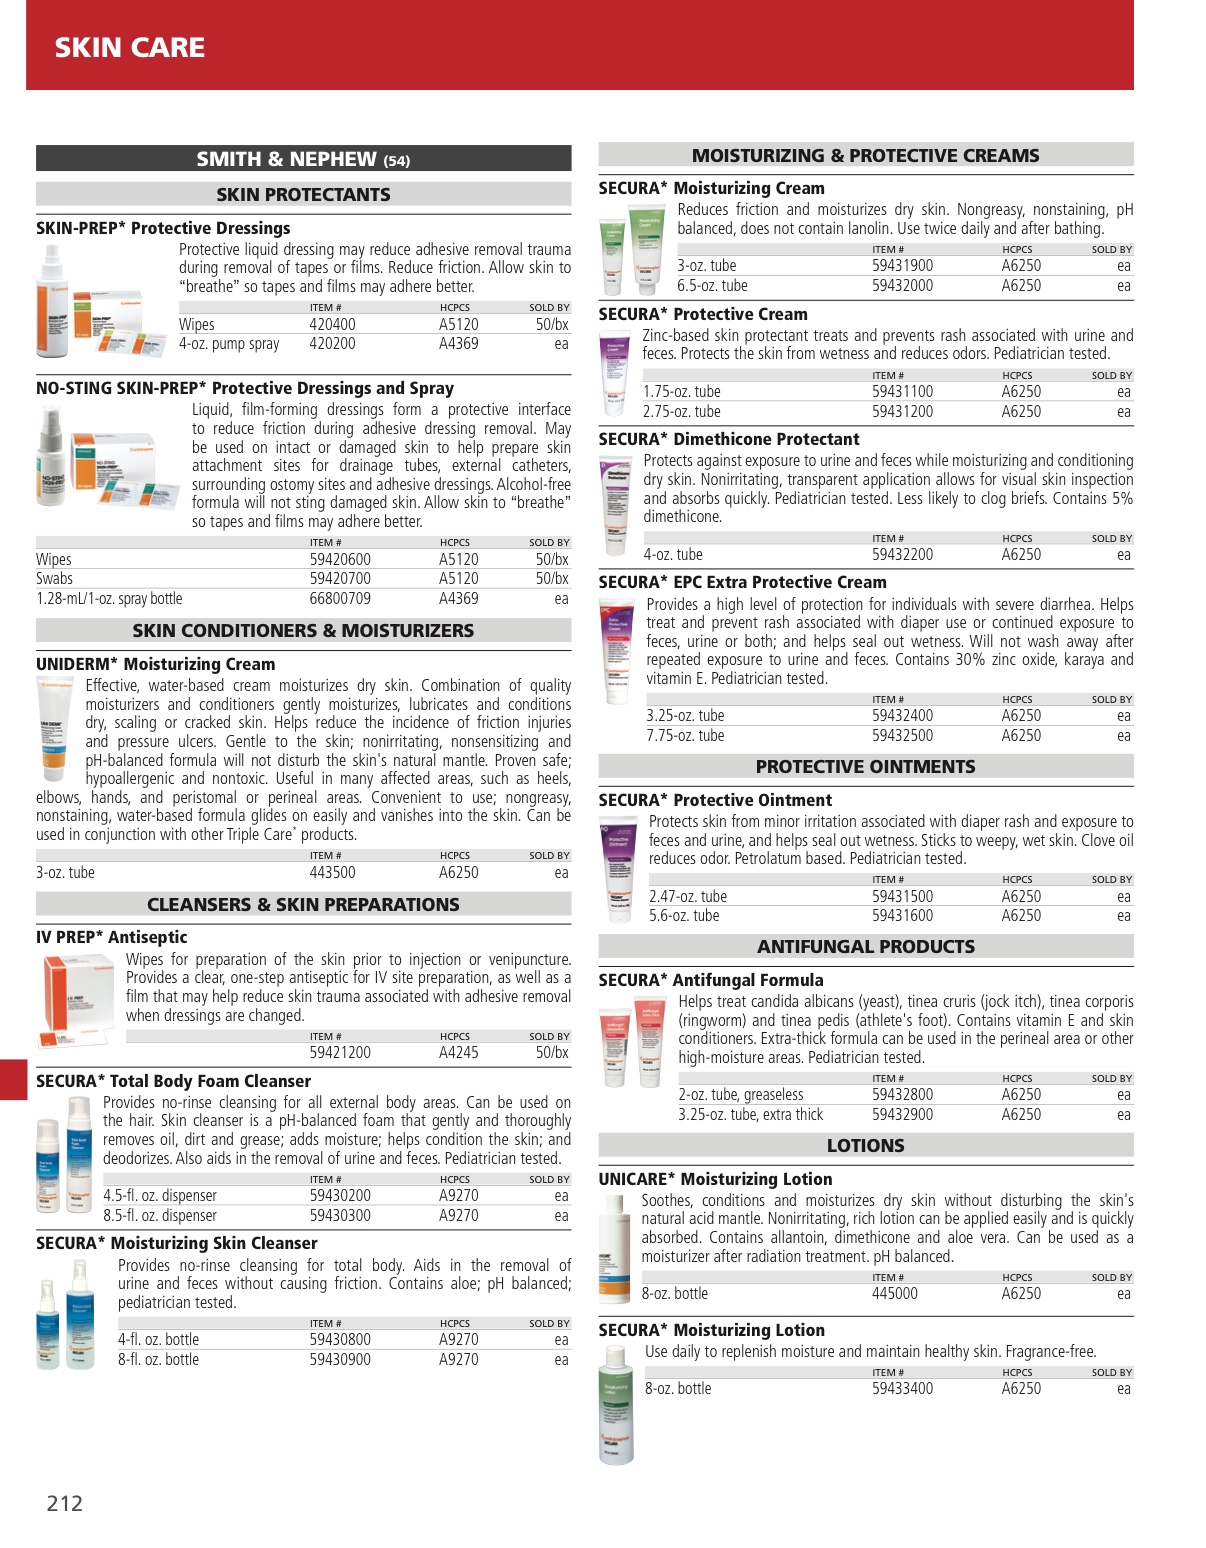 SKIN CARE
SMITH & NEPHEW (54)
SKIN PROTECTANTS
SKIN-PREP* Protective Dressings
Protective liquid dressing may reduce adhesive removal trauma
during removal of tapes or films. Reduce friction. Allow skin to
“breathe” so tapes and films may adhere better.
ITEM # HCPCS SOLD BY
Wipes 420400 A5120 50/bx
4-oz. pump spray 420200 A4369 ea
NO-STING SKIN-PREP* Protective Dressings and Spray
Liquid, film-forming dressings form a protective interface
to reduce friction during adhesive dressing removal. May
be used on intact or damaged skin to help prepare skin
attachment sites for drainage tubes, external catheters,
surrounding ostomy sites and adhesive dressings. Alcohol-free
formula will not sting damaged skin. Allow skin to “breathe”
so tapes and films may adhere better.
ITEM # HCPCS SOLD BY
Wipes 59420600 A5120 50/bx
Swabs 59420700 A5120 50/bx
1.28-mL/1-oz. spray bottle 66800709 A4369 ea
SKIN CONDITIONERS & MOISTURIZERS
UNIDERM* Moisturizing Cream
Effective, water-based cream moisturizes dry skin. Combination of quality
moisturizers and conditioners gently moisturizes, lubricates and conditions
dry, scaling or cracked skin. Helps reduce the incidence of friction injuries
and pressure ulcers. Gentle to the skin; nonirritating, nonsensitizing and
pH-balanced formula will not disturb the skin's natural mantle. Proven safe;
hypoallergenic and nontoxic. Useful in many affected areas, such as heels,
elbows, hands, and peristomal or perineal areas. Convenient to use; nongreasy,
nonstaining, water-based formula glides on easily and vanishes into the skin. Can be
used in conjunction with other Triple Care* products.
ITEM # HCPCS SOLD BY
3-oz. tube 443500 A6250 ea
CLEANSERS & SKIN PREPARATIONS
IV PREP* Antiseptic
Wipes for preparation of the skin prior to injection or venipuncture.
Provides a clear, one-step antiseptic for IV site preparation, as well as a
film that may help reduce skin trauma associated with adhesive removal
when dressings are changed.
ITEM # HCPCS SOLD BY
59421200 A4245 50/bx
SECURA* Total Body Foam Cleanser
Provides no-rinse cleansing for all external body areas. Can be used on
the hair. Skin cleanser is a pH-balanced foam that gently and thoroughly
removes oil, dirt and grease; adds moisture; helps condition the skin; and
deodorizes. Also aids in the removal of urine and feces. Pediatrician tested.
ITEM # HCPCS SOLD BY
4.5-fl. oz. dispenser 59430200 A9270 ea
8.5-fl. oz. dispenser 59430300 A9270 ea
SECURA* Moisturizing Skin Cleanser
Provides no-rinse cleansing for total body. Aids in the removal of
urine and feces without causing friction. Contains aloe; pH balanced;
pediatrician tested.
ITEM # HCPCS SOLD BY
4-fl. oz. bottle 59430800 A9270 ea
8-fl. oz. bottle 59430900 A9270 ea
MOISTURIZING & PROTECTIVE CREAMS
SECURA* Moisturizing Cream
Reduces friction and moisturizes dry skin. Nongreasy, nonstaining, pH
balanced, does not contain lanolin. Use twice daily and after bathing.
ITEM # HCPCS SOLD BY
3-oz. tube 59431900 A6250 ea
6.5-oz. tube 59432000 A6250 ea
SECURA* Protective Cream
Zinc-based skin protectant treats and prevents rash associated with urine and
feces. Protects the skin from wetness and reduces odors. Pediatrician tested.
ITEM # HCPCS SOLD BY
1.75-oz. tube 59431100 A6250 ea
2.75-oz. tube 59431200 A6250 ea
SECURA* Dimethicone Protectant
Protects against exposure to urine and feces while moisturizing and conditioning
dry skin. Nonirritating, transparent application allows for visual skin inspection
and absorbs quickly. Pediatrician tested. Less likely to clog briefs. Contains 5%
dimethicone.
ITEM # HCPCS SOLD BY
4-oz. tube 59432200 A6250 ea
SECURA* EPC Extra Protective Cream
Provides a high level of protection for individuals with severe diarrhea. Helps
treat and prevent rash associated with diaper use or continued exposure to
feces, urine or both; and helps seal out wetness. Will not wash away after
repeated exposure to urine and feces. Contains 30% zinc oxide, karaya and
vitamin E. Pediatrician tested.
ITEM # HCPCS SOLD BY
3.25-oz. tube 59432400 A6250 ea
7.75-oz. tube 59432500 A6250 ea
PROTECTIVE OINTMENTS
SECURA* Protective Ointment
Protects skin from minor irritation associated with diaper rash and exposure to
feces and urine, and helps seal out wetness. Sticks to weepy, wet skin. Clove oil
reduces odor. Petrolatum based. Pediatrician tested.
ITEM # HCPCS SOLD BY
2.47-oz. tube 59431500 A6250 ea
5.6-oz. tube 59431600 A6250 ea
ANTIFUNGAL PRODUCTS
SECURA* Antifungal Formula
Helps treat candida albicans (yeast), tinea cruris (jock itch), tinea corporis
(ringworm) and tinea pedis (athlete's foot). Contains vitamin E and skin
conditioners. Extra-thick formula can be used in the perineal area or other
high-moisture areas. Pediatrician tested.
ITEM # HCPCS SOLD BY
2-oz. tube, greaseless 59432800 A6250 ea
3.25-oz. tube, extra thick 59432900 A6250 ea
LOTIONS
UNICARE* Moisturizing Lotion
Soothes, conditions and moisturizes dry skin without disturbing the skin's
natural acid mantle. Nonirritating, rich lotion can be applied easily and is quickly
absorbed. Contains allantoin, dimethicone and aloe vera. Can be used as a
moisturizer after radiation treatment. pH balanced.
ITEM # HCPCS SOLD BY
8-oz. bottle 445000 A6250 ea
SECURA* Moisturizing Lotion
Use daily to replenish moisture and maintain healthy skin. Fragrance-free.
ITEM # HCPCS SOLD BY
8-oz. bottle 59433400 A6250 ea
212